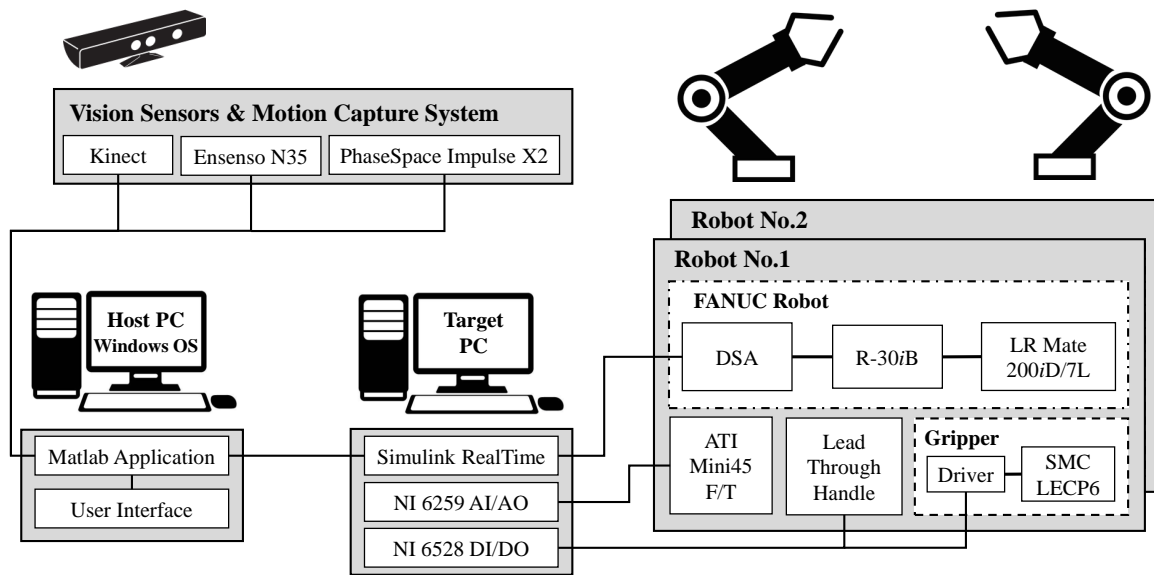 Vision Sensors & Motion Capture System
Kinect
Ensenso N35
PhaseSpace Impulse X2
Robot No.2
Robot No.1
FANUC Robot
DSA
R-30iB
LR Mate
200iD/7L
Host PC
Windows OS
Target
PC
Matlab Application
User Interface
Simulink RealTime
NI 6259 AI/AO
NI 6528 DI/DO
ATI
Mini45
F/T
Lead
Through
Handle
Gripper
Driver
SMC
LECP6